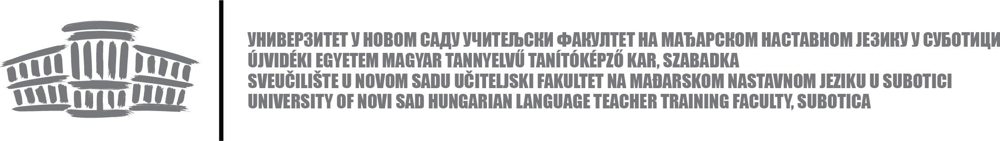 УНИВЕРЗИТЕТ У НОВОМ САДУ УЧИТЕЉСКИ ФАКУЛТЕТ НА МАЂАРСКОМ НАСТАВНОМ ЈЕЗИКУ У СУБОТИЦИ
ÚJVIDÉKI EGYETEM MAGYAR TANNYELVŰ TANÍTÓKÉPZŐ KAR, SZABADKA
SVEUČILIŠTE U NOVOM SADU UČITELJSKI FAKULTET NA MAĐARSKOM NASTAVNOM JEZIKU U SUBOTICI
UNIVERSITY OF NOVI SAD HUNGARIAN LANGUAGE TEACHER TRAINING FACULTY, SUBOTICA